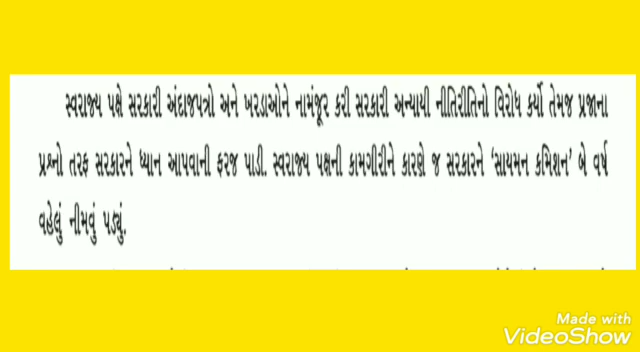 સ્વરાજ્ય પક્ષે સરકારી અંદાજપત્રો અને ખરડાઓને નામંજૂર કરી સરકારી અન્યાયી નીતિરીતિનો વિરોધ કર્યો તેમજ પ્રજાના
પ્રશ્નો તરફ સરકારને ધ્યાન આપવાની ફરજ પાડી. સ્વરાજ્ય પક્ષની કામગીરીને કારણે જ સરકારને ‘સાયમન કમિશન’ બે વર્ષ
વહેલું નીમવું પડ્યું.
Made with
VideoShow